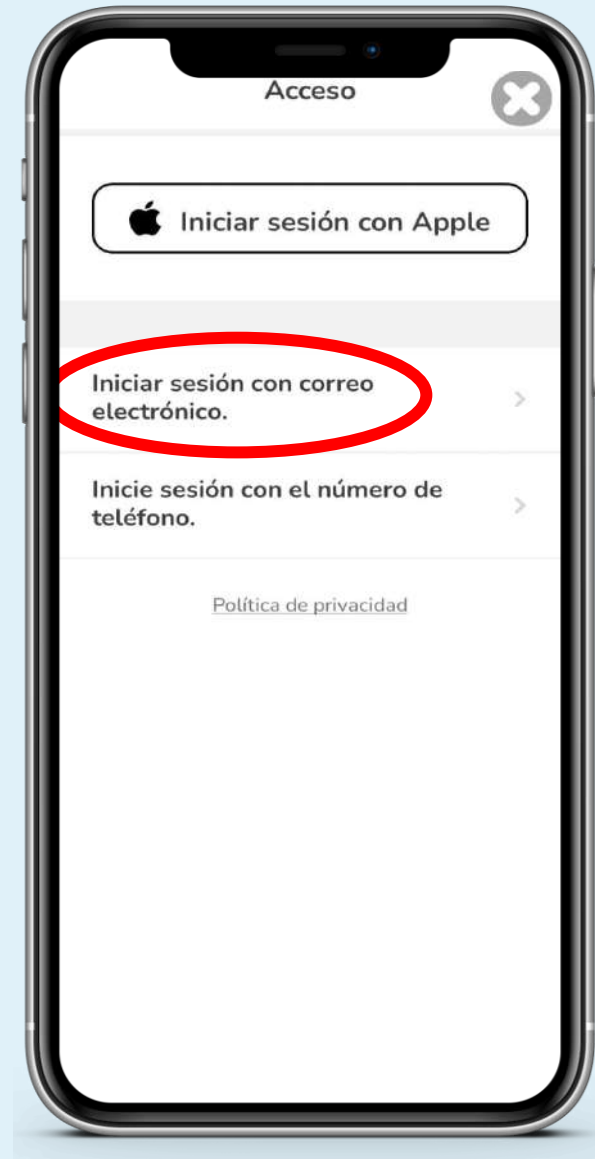 Acceso
Iniciar sesión con Apple
Iniciar sesión con correo
electrónico.
Inicie sesión con el número de
teléfono.
Política de privacidad